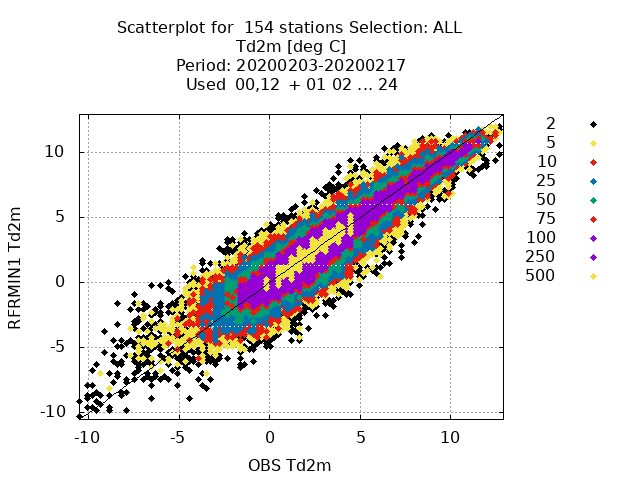 Scatterplot for  154 stations Selection: ALL
Td2m [deg C]
Period: 20200203-20200217
Used  00,12  + 01 02 ... 24
RFRMIN1 Td2m
10
5
0
-5
-10
-10 -5 0 5 10
OBS Td2m
2
5
10
25
50
75
100
250
500